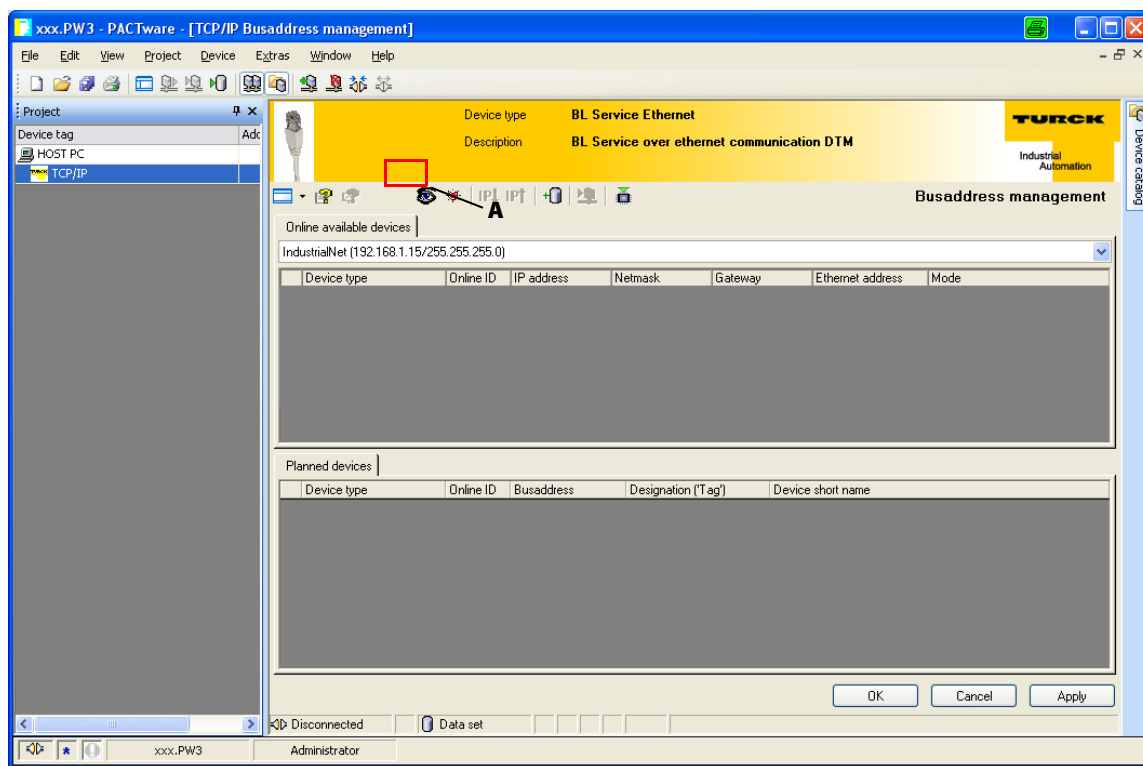 xxx.PW3 - PACTware - [TCP/IP Busaddress management]
File Edit View Project Device Extras Window Help
Project
Device tag Adc
HOST PC
TURCK TCP/IP
Device type BL Service Ethernet
Description BL Service over ethernet communication DTM
TURCK
Industrial
Automation
Device catalog
IP IP
Busaddress management
A
Online available devices
IndustrialNet (192.168.1.15/255.255.255.0)
Device type Online ID IP address Netmask Gateway Ethernet address Mode
Planned devices
Device type Online ID Busaddress Designation ('Tag') Device short name
OK Cancel Apply
Disconnected Data set
xxx.PW3 Administrator